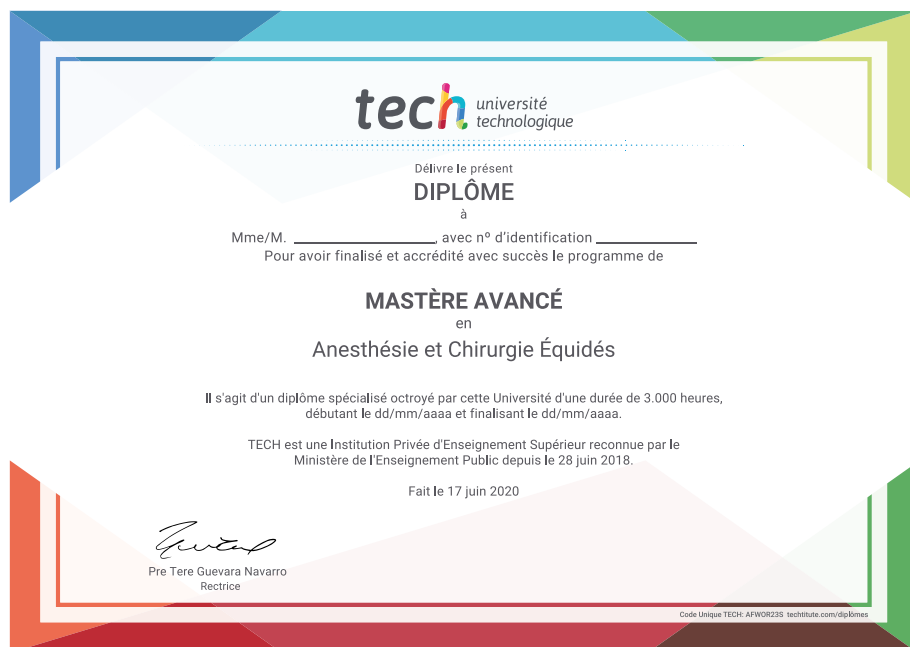 tech université
technologique
Délivre le présent
DIPLÔME
à
Mme/M. ____________, avec nº d'identification ____________
Pour avoir finalisé et accrédité avec succès le programme de
MASTÈRE AVANCÉ
en
Anesthésie et Chirurgie Équidés
Il s'agit d'un diplôme spécialisé octroyé par cette Université d'une durée de 3.000 heures,
débutant le dd/mm/aaaa et finalisant le dd/mm/aaaa.
TECH est une Institution Privée d'Enseignement Supérieur reconnue par le
Ministère de l'Enseignement Public depuis le 28 juin 2018.
Fait le 17 juin 2020
Pre Tere Guevara Navarro
Rectrice
Code Unique TECH: AFWOR23S techtitute.com/diplômes